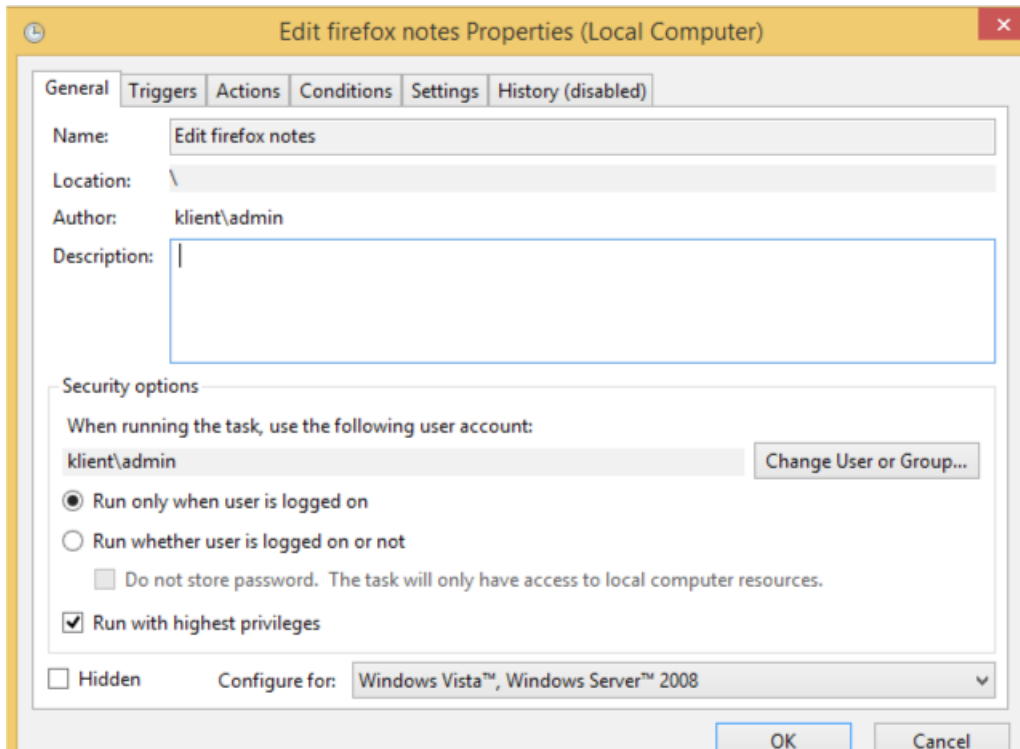 Edit firefox notes Properties (Local Computer)
General Triggers Actions Conditions Settings History (disabled)
Name: Edit firefox notes
Location: \
Author: klient\admin
Description:
Security options
When running the task, use the following user account:
klient\admin Change User or Group...
Run only when user is logged on
Run whether user is logged on or not
Do not store password. The task will only have access to local computer resources.
Run with highest privileges
Hidden Configure for: Windows Vista™, Windows Server™ 2008
OK Cancel